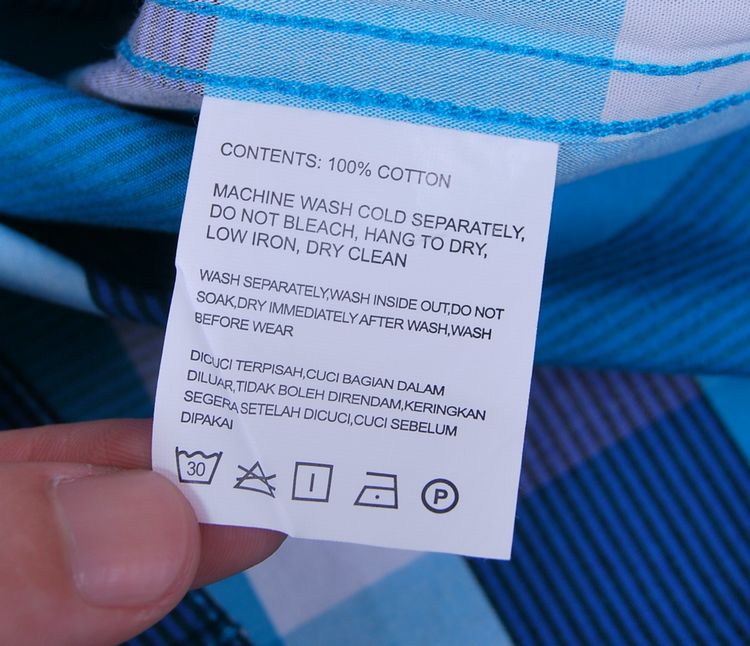 CONTENTS: 100% COTTON
MACHINE WASH COLD SEPARATELY,
DO NOT BLEACH, HANG TO DRY,
LOW IRON, DRY CLEAN
WASH SEPARATELY,WASH INSIDE OUT,DO NOT
SOAK,DRY IMMEDIATELY AFTER WASH,WASH
BEFORE WEAR
DICUCI TERPISAH,CUCI BAGIAN DALAM
DILUAR,TIDAK BOLEH DIRENDAM,KERINGKAN
SEGERA SETELAH DICUCI,CUCI SEBELUM
DIPAKAI
30 P